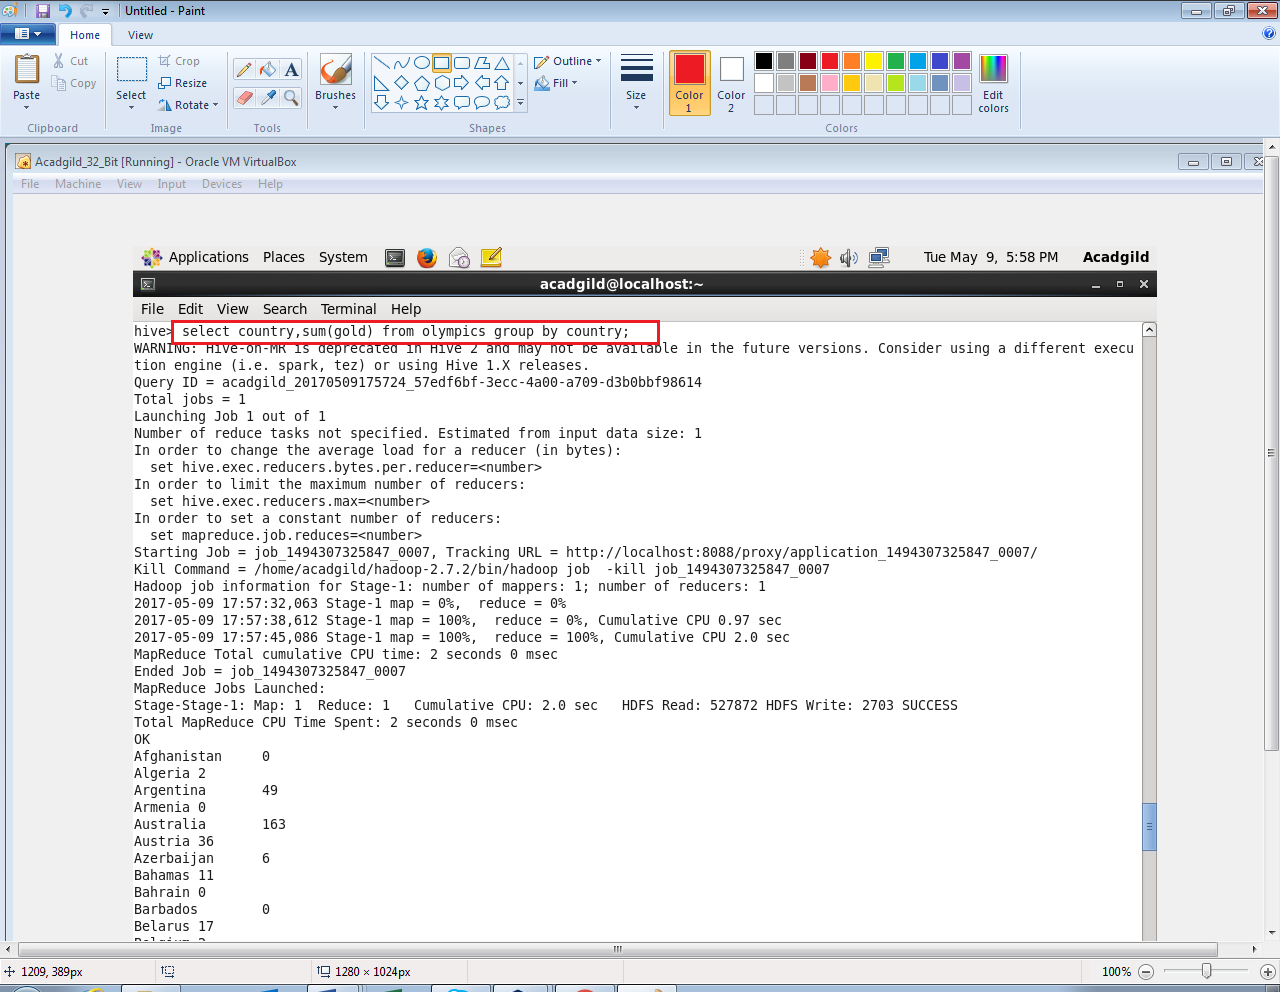 Untitled - Paint
Home View
Paste
Cut
Copy
Clipboard
Select
Crop
Resize
Rotate
Image
A
Tools
Brushes
Outline
Fill
Shapes
Size
Color 1
Color 2
Edit colors
Colors
Acadgild_32_Bit [Running] - Oracle VM VirtualBox
File Machine View Input Devices Help
Applications Places System Tue May 9, 5:58 PM Acadgild
acadgild@localhost:~
File Edit View Search Terminal Help
hive> select country,sum(gold) from olympics group by country;
WARNING: Hive-on-MR is deprecated in Hive 2 and may not be available in the future versions. Consider using a different execu
tion engine (i.e. spark, tez) or using Hive 1.X releases.
Query ID = acadgild_20170509175724_57edf6bf-3ecc-4a00-a709-d3b0bbf98614
Total jobs = 1
Launching Job 1 out of 1
Number of reduce tasks not specified. Estimated from input data size: 1
In order to change the average load for a reducer (in bytes):
  set hive.exec.reducers.bytes.per.reducer=<number>
In order to limit the maximum number of reducers:
  set hive.exec.reducers.max=<number>
In order to set a constant number of reducers:
  set mapreduce.job.reduces=<number>
Starting Job = job_1494307325847_0007, Tracking URL = http://localhost:8088/proxy/application_1494307325847_0007/
Kill Command = /home/acadgild/hadoop-2.7.2/bin/hadoop job  -kill job_1494307325847_0007
Hadoop job information for Stage-1: number of mappers: 1; number of reducers: 1
2017-05-09 17:57:32,063 Stage-1 map = 0%,  reduce = 0%
2017-05-09 17:57:38,612 Stage-1 map = 100%,  reduce = 0%, Cumulative CPU 0.97 sec
2017-05-09 17:57:45,086 Stage-1 map = 100%,  reduce = 100%, Cumulative CPU 2.0 sec
MapReduce Total cumulative CPU time: 2 seconds 0 msec
Ended Job = job_1494307325847_0007
MapReduce Jobs Launched:
Stage-Stage-1: Map: 1  Reduce: 1   Cumulative CPU: 2.0 sec   HDFS Read: 527872 HDFS Write: 2703 SUCCESS
Total MapReduce CPU Time Spent: 2 seconds 0 msec
OK
Afghanistan	0
Algeria 2
Argentina	49
Armenia 0
Australia	163
Austria 36
Azerbaijan	6
Bahamas 11
Bahrain 0
Barbados	0
Belarus 17
Belgium 2
1209, 389px 1280 × 1024px 100%